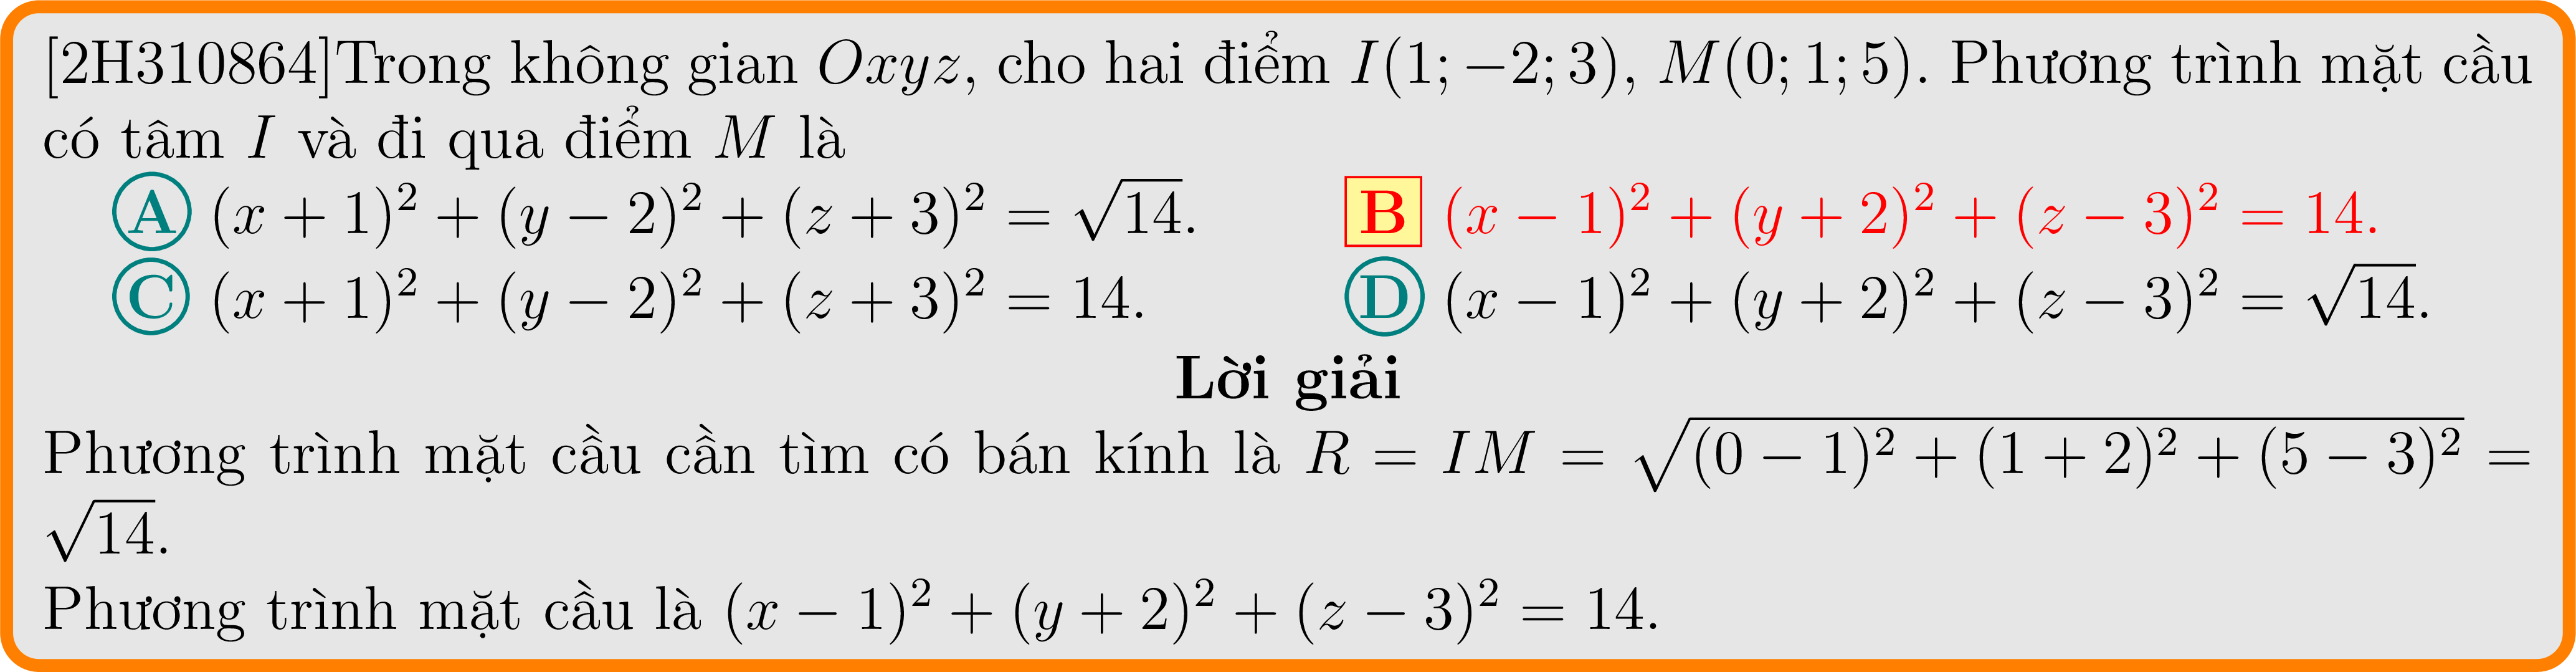 [2H310864]Trong không gian Oxyz, cho hai điểm I(1; −2; 3), M(0; 1; 5). Phương trình mặt cầu
có tâm I và đi qua điểm M là
A (x + 1)² + (y − 2)² + (z + 3)² = √14. B (x − 1)² + (y + 2)² + (z − 3)² = 14.
C (x + 1)² + (y − 2)² + (z + 3)² = 14. D (x − 1)² + (y + 2)² + (z − 3)² = √14.
Lời giải
Phương trình mặt cầu cần tìm có bán kính là R = IM = √((0 − 1)² + (1 + 2)² + (5 − 3)²) =
√14.
Phương trình mặt cầu là (x − 1)² + (y + 2)² + (z − 3)² = 14.